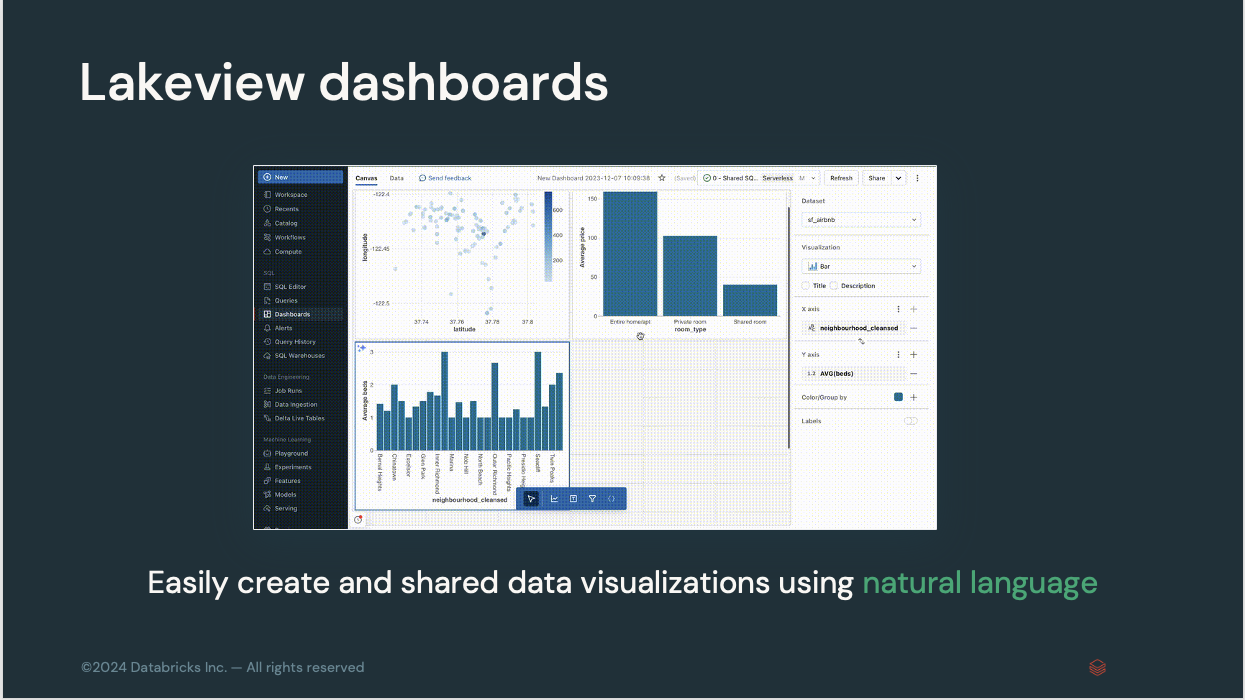 Lakeview dashboards
New
Workspace
Recents
Catalog
Workflows
Compute
SQL
SQL Editor
Queries
Dashboards
Alerts
Query History
SQL Warehouses
Data Engineering
Job Runs
Data Ingestion
Delta Live Tables
Machine Learning
Playground
Experiments
Features
Models
Serving
Canvas Data Send feedback New Dashboard 2023-12-07 10:09:38 (Saved) 0 - Shared SQ... Serverless M Refresh Share
-122.4
-122.45
-122.5
longitude
37.74 37.76 37.78 37.8
latitude
600
400
200
150
100
50
0
Average price
Entire home/apt Private room Shared room
room_type
3
2
1
0
Average beds
Bernal Heights
Chinatown
Excelsior
Glen Park
Inner Richmond
Marina
Nob Hill
North Beach
Outer Richmond
Pacific Heights
Presidio Heig
Seacliff
Twin Peaks
neighbourhood_cleansed
Dataset
sf_airbnb
Visualization
Bar
Title Description
X axis
neighbourhood_cleansed
Y axis
1.2 AVG(beds)
Color/Group by
Labels
Easily create and shared data visualizations using natural language
©2024 Databricks Inc. — All rights reserved